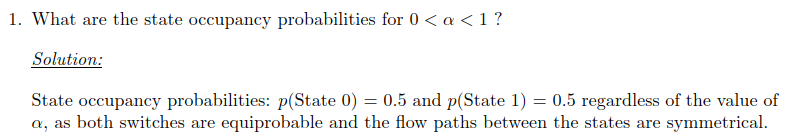 1. What are the state occupancy probabilities for 0 < α < 1 ?
Solution:
State occupancy probabilities: p(State 0) = 0.5 and p(State 1) = 0.5 regardless of the value of
α, as both switches are equiprobable and the flow paths between the states are symmetrical.